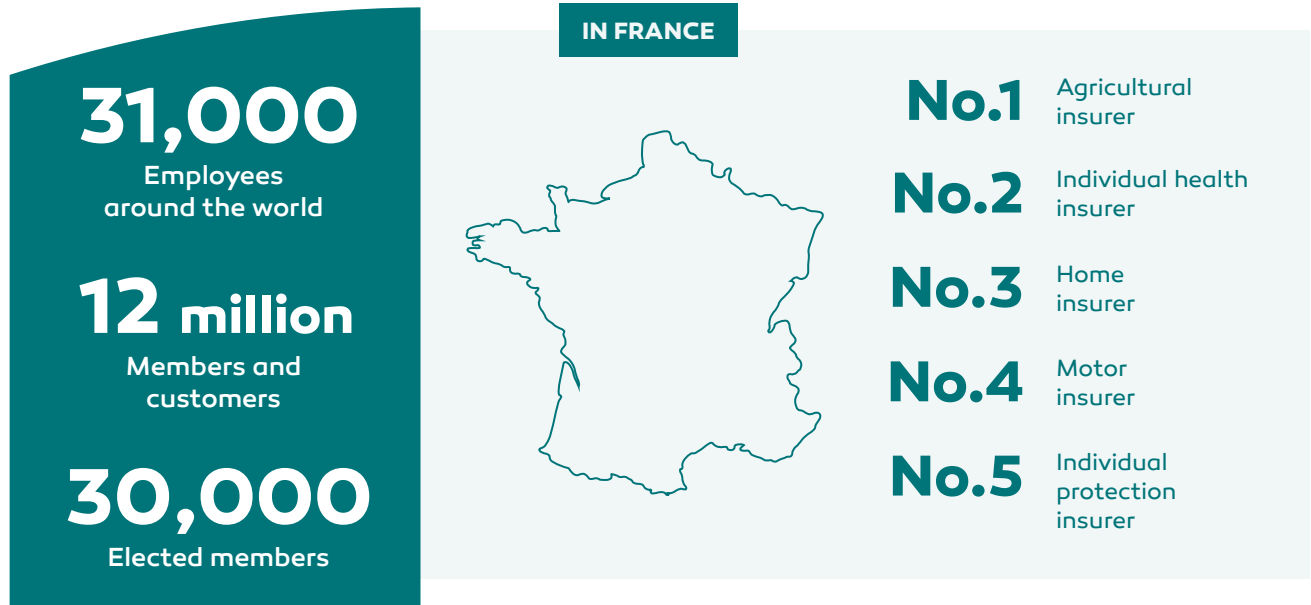 31,000
Employees
around the world
12 million
Members and
customers
30,000
Elected members
IN FRANCE
No.1
Agricultural
insurer
No.2
Individual health
insurer
No.3
Home
insurer
No.4
Motor
insurer
No.5
Individual
protection
insurer